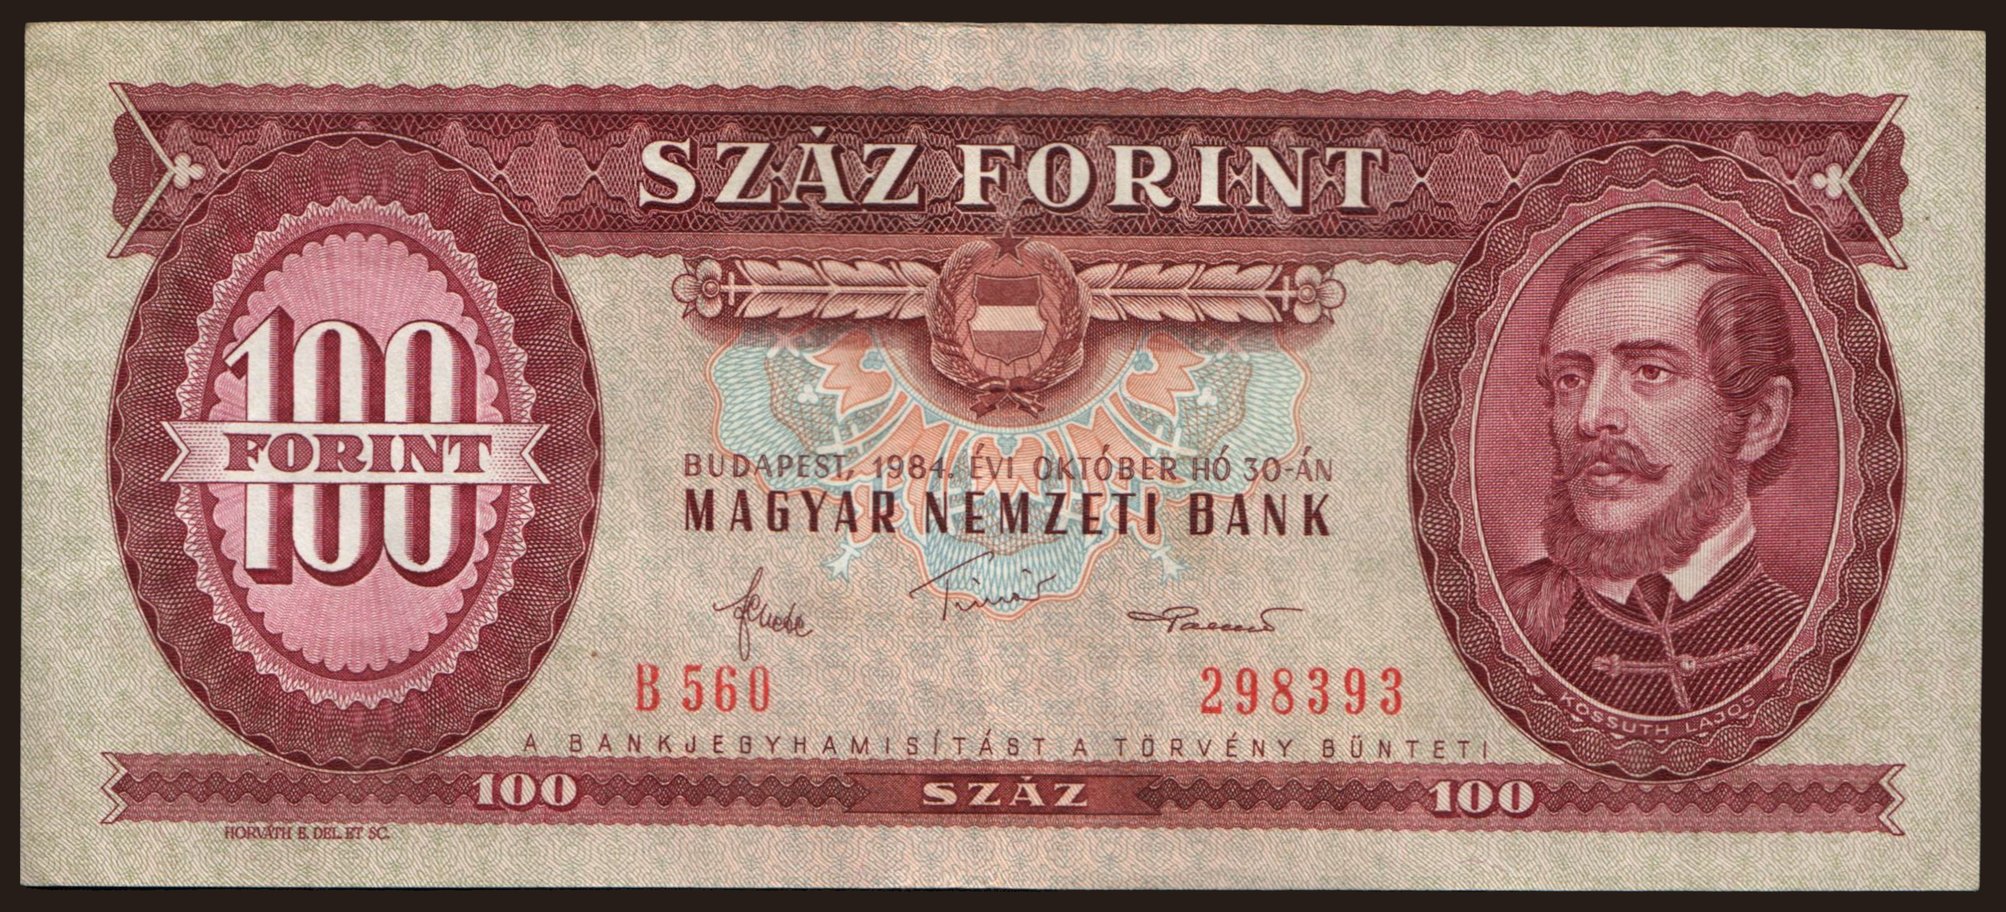 SZÁZ FORINT
100
FORINT
BUDAPEST, 1984. ÉVI OKTÓBER HÓ 30-ÁN
MAGYAR NEMZETI BANK
B 560
298393
KOSSUTH LAJOS
A BANKJEGYHAMISÍTÁST A TÖRVÉNY BÜNTETI
100
SZÁZ
100
HORVÁTH E. DEL. ET SC.